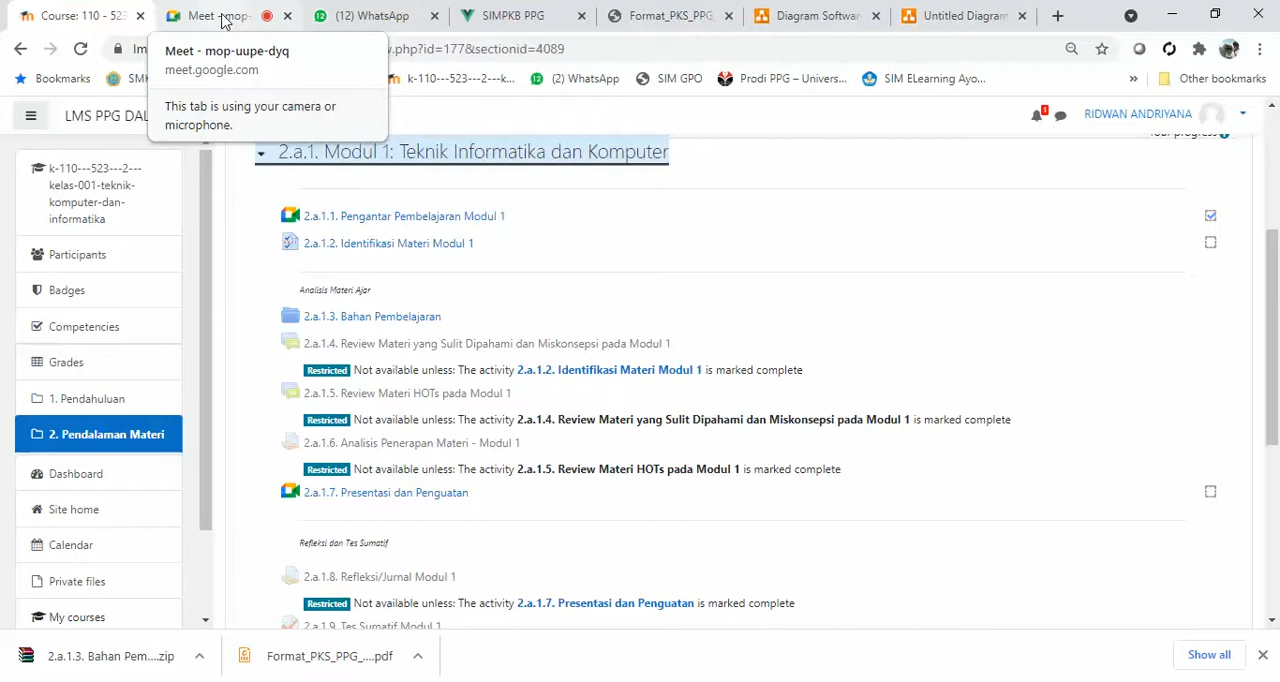 Course: 110 - 523
Meet - mop-
(12) WhatsApp
SIMPKB PPG
Format_PKS_PPG_
Diagram Softwar
Untitled Diagram
.php?id=177&sectionid=4089
Bookmarks
k-110---523---2---k...
(2) WhatsApp
SIM GPO
Prodi PPG – Univers...
SIM ELearning Ayo...
»
Other bookmarks
Meet - mop-uupe-dyq
meet.google.com
This tab is using your camera or
microphone.
LMS PPG DAL
1
RIDWAN ANDRIYANA
Your progress
k-110---523---2---
kelas-001-teknik-
komputer-dan-
informatika
Participants
Badges
Competencies
Grades
1. Pendahuluan
2. Pendalaman Materi
Dashboard
Site home
Calendar
Private files
My courses
2.a.1. Modul 1: Teknik Informatika dan Komputer
2.a.1.1. Pengantar Pembelajaran Modul 1
2.a.1.2. Identifikasi Materi Modul 1
Analisis Materi Ajar
2.a.1.3. Bahan Pembelajaran
2.a.1.4. Review Materi yang Sulit Dipahami dan Miskonsepsi pada Modul 1
Restricted Not available unless: The activity 2.a.1.2. Identifikasi Materi Modul 1 is marked complete
2.a.1.5. Review Materi HOTs pada Modul 1
Restricted Not available unless: The activity 2.a.1.4. Review Materi yang Sulit Dipahami dan Miskonsepsi pada Modul 1 is marked complete
2.a.1.6. Analisis Penerapan Materi - Modul 1
Restricted Not available unless: The activity 2.a.1.5. Review Materi HOTs pada Modul 1 is marked complete
2.a.1.7. Presentasi dan Penguatan
Refleksi dan Tes Sumatif
2.a.1.8. Refleksi/Jurnal Modul 1
Restricted Not available unless: The activity 2.a.1.7. Presentasi dan Penguatan is marked complete
2.a.1.9. Tes Sumatif Modul 1
2.a.1.3. Bahan Pem....zip
Format_PKS_PPG_....pdf
Show all